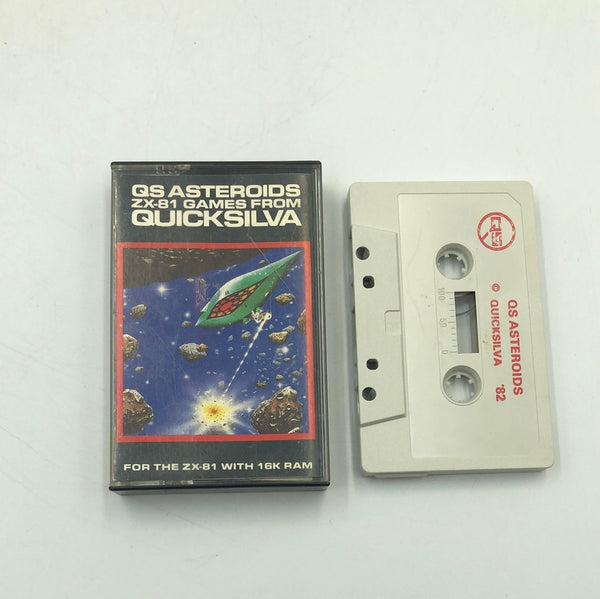 QS ASTEROIDS
ZX-81 GAMES FROM
QUICKSILVA
FOR THE ZX-81 WITH 16K RAM
QS
QS ASTEROIDS
© QUICKSILVA '82
100 50 0